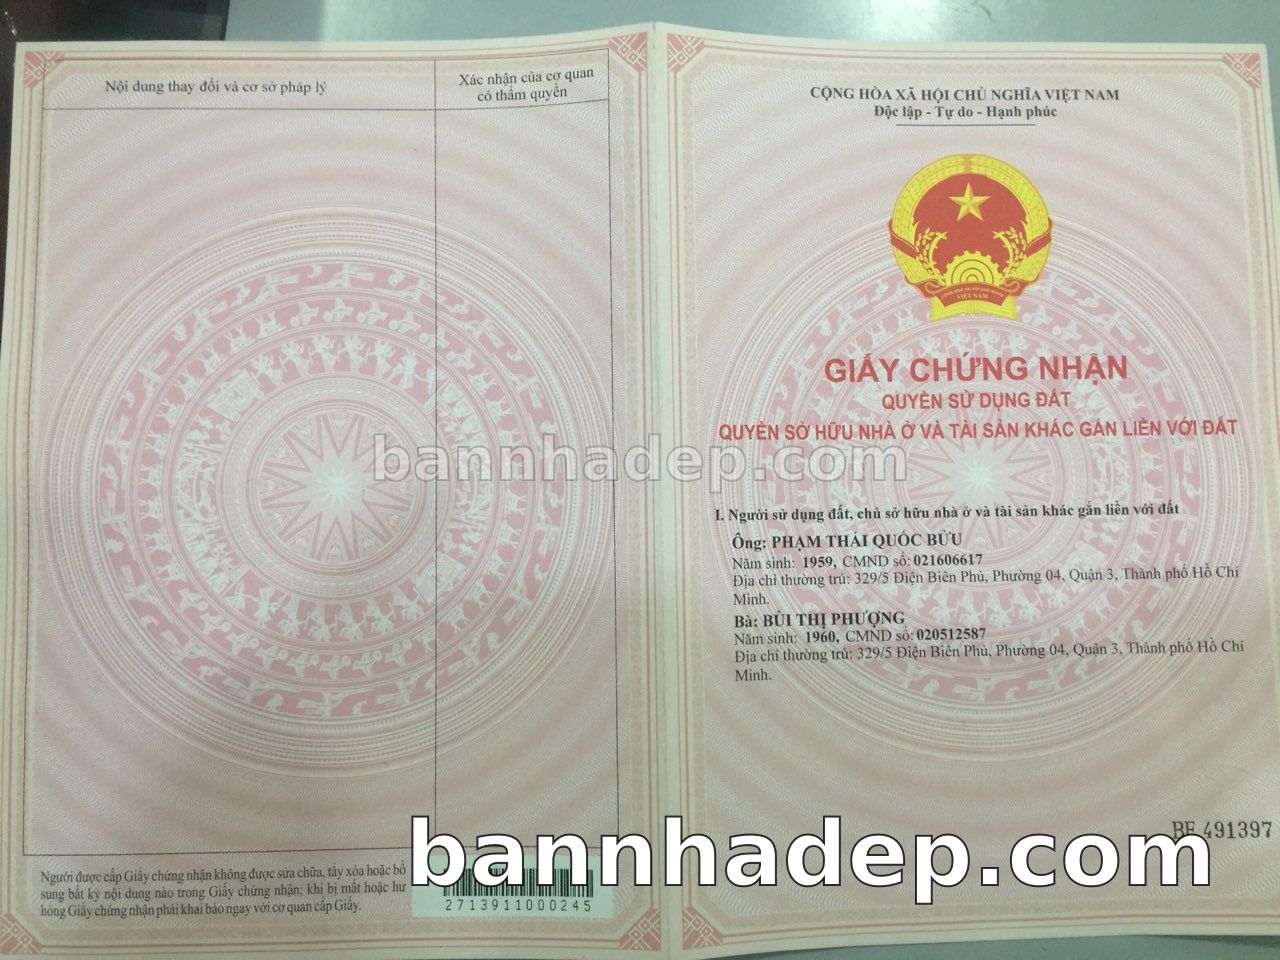 Nội dung thay đổi và cơ sở pháp lý
Xác nhận của cơ quan
có thẩm quyền
Người được cấp Giấy chứng nhận không được sửa chữa, tẩy xóa hoặc bổ
sung bất kỳ nội dung nào trong Giấy chứng nhận; khi bị mất hoặc hư
hỏng Giấy chứng nhận phải khai báo ngay với cơ quan cấp Giấy.
2713911000245
CỘNG HÒA XÃ HỘI CHỦ NGHĨA VIỆT NAM
Độc lập - Tự do - Hạnh phúc
CỘNG HÒA XÃ HỘI CHỦ NGHĨA
VIỆT NAM
GIẤY CHỨNG NHẬN
QUYỀN SỬ DỤNG ĐẤT
QUYỀN SỞ HỮU NHÀ Ở VÀ TÀI SẢN KHÁC GẮN LIỀN VỚI ĐẤT
bannhadep.com
I. Người sử dụng đất, chủ sở hữu nhà ở và tài sản khác gắn liền với đất
Ông: PHẠM THÁI QUỐC BỬU
Năm sinh: 1959, CMND số: 021606617
Địa chỉ thường trú: 329/5 Điện Biên Phủ, Phường 04, Quận 3, Thành phố Hồ Chí
Minh.
Bà: BÙI THỊ PHƯỢNG
Năm sinh: 1960, CMND số: 020512587
Địa chỉ thường trú: 329/5 Điện Biên Phủ, Phường 04, Quận 3, Thành phố Hồ Chí
Minh.
BE 491397
bannhadep.com